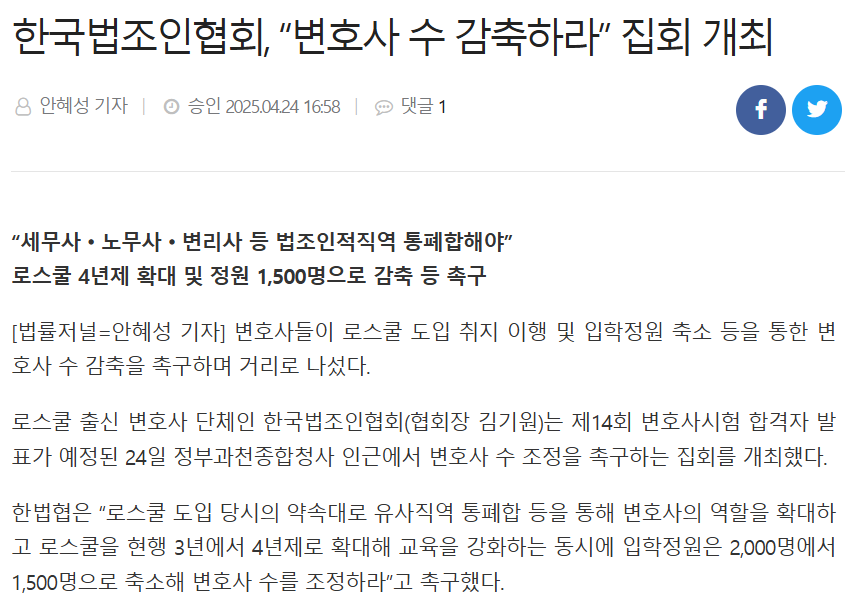 한국법조인협회, “변호사 수 감축하라” 집회 개최
안혜성 기자 | 승인 2025.04.24 16:58 | 댓글 1
“세무사·노무사·변리사 등 법조인적직역 통폐합해야”
로스쿨 4년제 확대 및 정원 1,500명으로 감축 등 촉구
[법률저널=안혜성 기자] 변호사들이 로스쿨 도입 취지 이행 및 입학정원 축소 등을 통한 변
호사 수 감축을 촉구하며 거리로 나섰다.
로스쿨 출신 변호사 단체인 한국법조인협회(협회장 김기원)는 제14회 변호사시험 합격자 발
표가 예정된 24일 정부과천종합청사 인근에서 변호사 수 조정을 촉구하는 집회를 개최했다.
한법협은 “로스쿨 도입 당시의 약속대로 유사직역 통폐합 등을 통해 변호사의 역할을 확대하
고 로스쿨을 현행 3년에서 4년제로 확대해 교육을 강화하는 동시에 입학정원은 2,000명에서
1,500명으로 축소해 변호사 수를 조정하라”고 촉구했다.